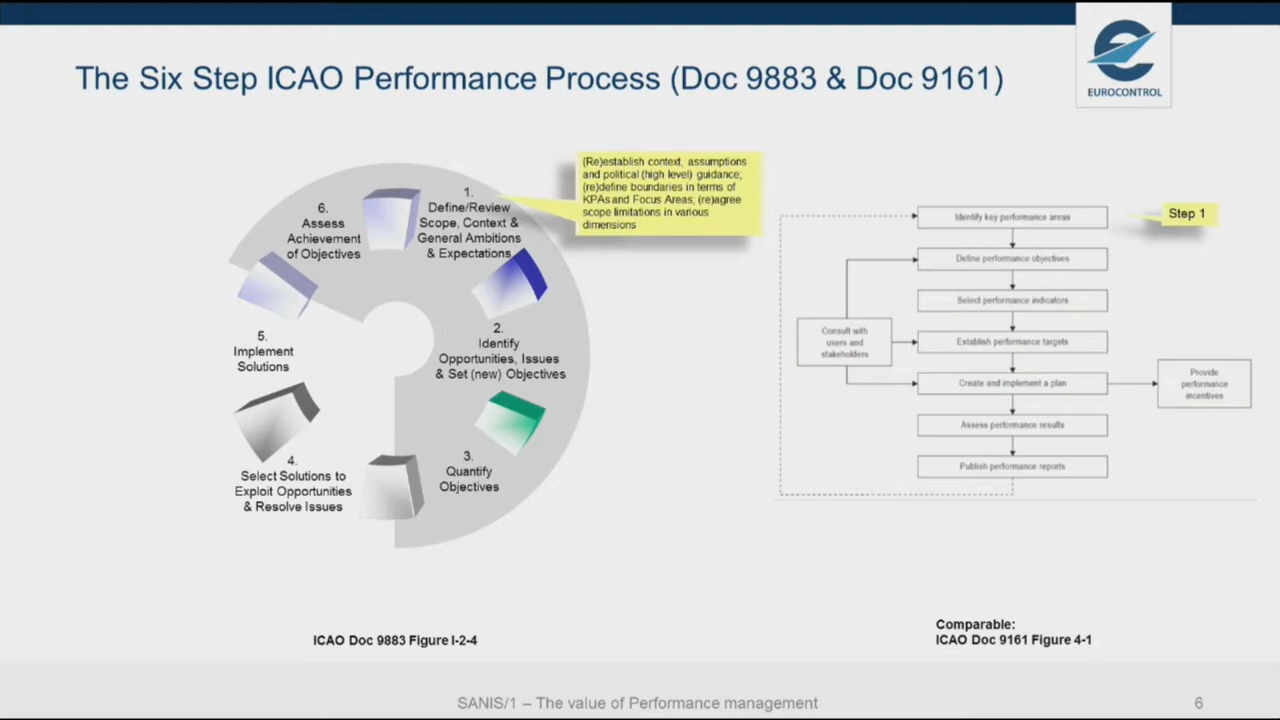 The Six Step ICAO Performance Process (Doc 9883 & Doc 9161)
EUROCONTROL
1.
Define/Review
Scope, Context &
General Ambitions
& Expectations
(Re)establish context, assumptions
and political (high level) guidance;
(re)define boundaries in terms of
KPAs and Focus Areas; (re)agree
scope limitations in various
dimensions
2.
Identify
Opportunities, Issues
& Set (new) Objectives
3.
Quantify
Objectives
4.
Select Solutions to
Exploit Opportunities
& Resolve Issues
5.
Implement
Solutions
6.
Assess
Achievement
of Objectives
ICAO Doc 9883 Figure I-2-4
Identify key performance areas
Step 1
Define performance objectives
Select performance indicators
Consult with
users and
stakeholders
Establish performance targets
Create and implement a plan
Provide
performance
incentives
Assess performance results
Publish performance reports
Comparable:
ICAO Doc 9161 Figure 4-1
SANIS/1 – The value of Performance management
6